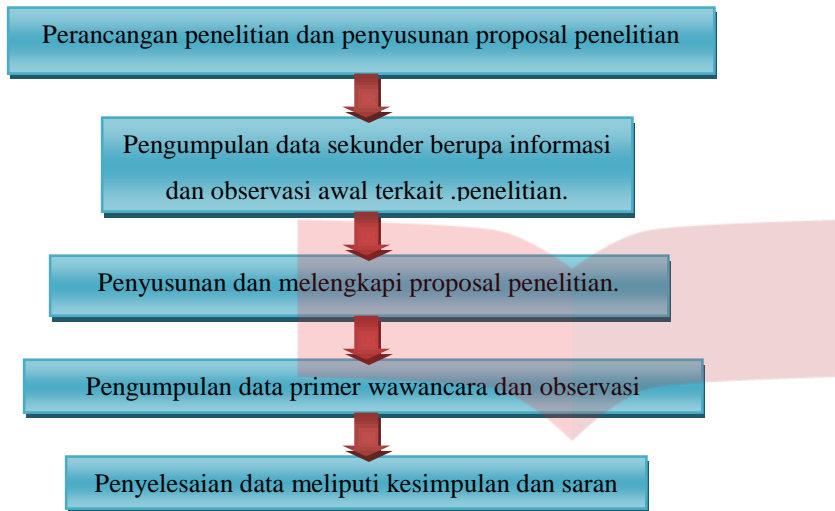 Perancangan penelitian dan penyusunan proposal penelitian
Pengumpulan data sekunder berupa informasi
dan observasi awal terkait .penelitian.
Penyusunan dan melengkapi proposal penelitian.
Pengumpulan data primer wawancara dan observasi
Penyelesaian data meliputi kesimpulan dan saran